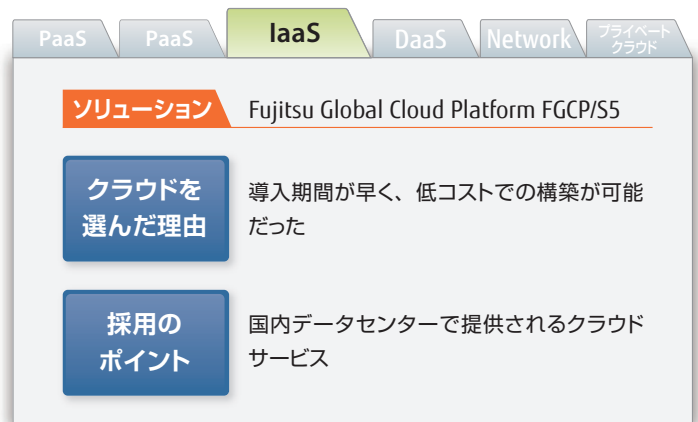 PaaS PaaS IaaS DaaS Network プライベート
クラウド
ソリューション Fujitsu Global Cloud Platform FGCP/S5
クラウドを
選んだ理由
導入期間が早く、低コストでの構築が可能
だった
採用の
ポイント
国内データセンターで提供されるクラウド
サービス